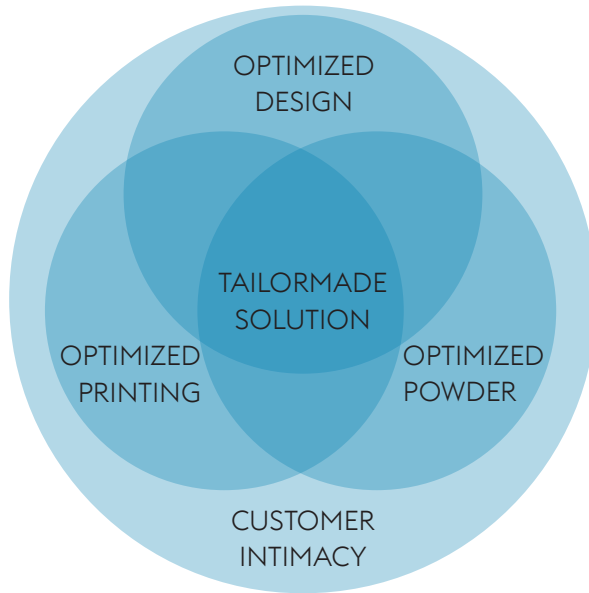 OPTIMIZED
DESIGN
TAILORMADE
SOLUTION
OPTIMIZED
PRINTING
OPTIMIZED
POWDER
CUSTOMER
INTIMACY